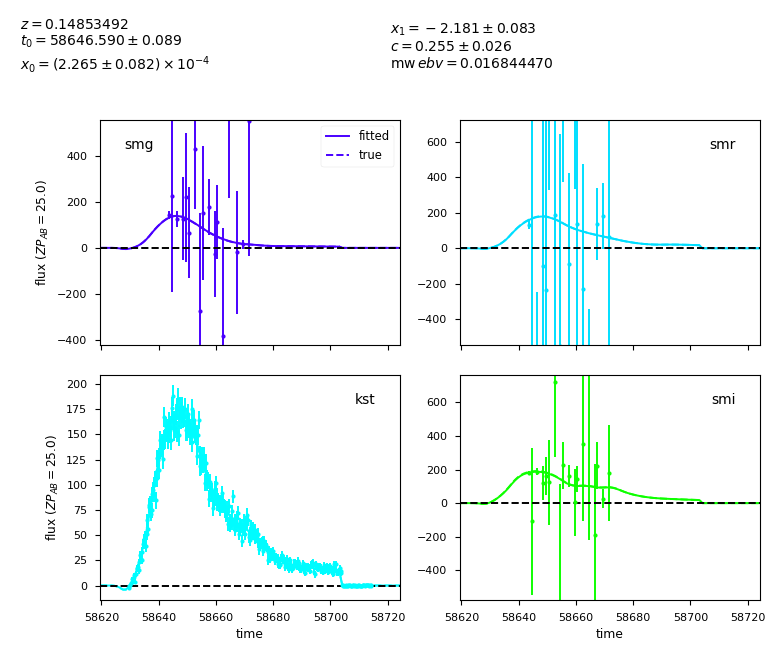 z = 0.14853492
t₀ = 58646.590 ± 0.089
x₀ = (2.265 ± 0.082) × 10⁻⁴
x₁ = −2.181 ± 0.083
c = 0.255 ± 0.026
mw ebv = 0.016844470
smg
fitted
true
400
200
0
−200
−400
flux (ZP_AB = 25.0)
smr
600
400
200
0
−200
−400
kst
200
175
150
125
100
75
50
25
0
flux (ZP_AB = 25.0)
58620 58640 58660 58680 58700 58720
time
smi
600
400
200
0
−200
−400
58620 58640 58660 58680 58700 58720
time